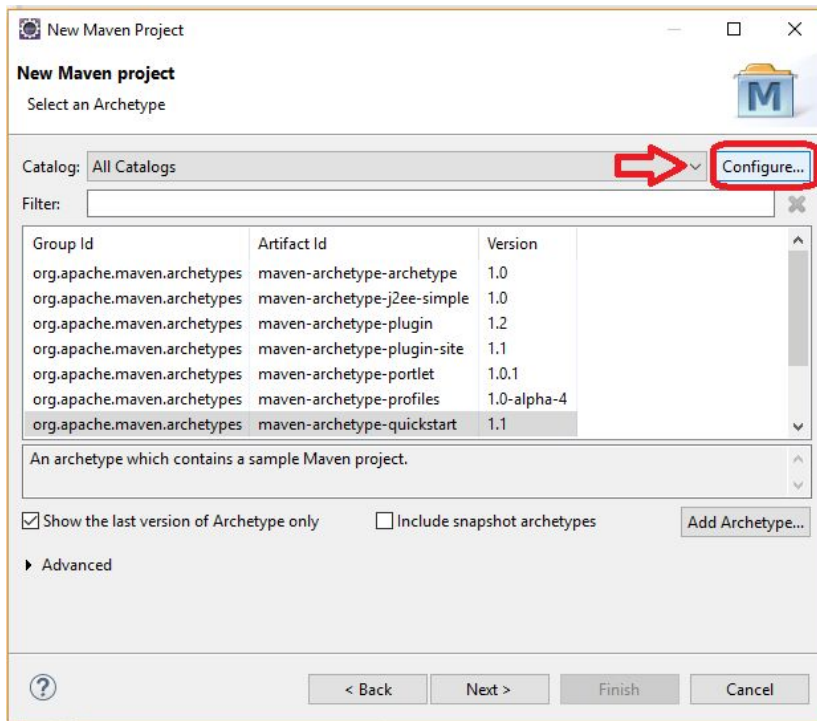 New Maven Project
New Maven project
Select an Archetype
M
Catalog: All Catalogs Configure...
Filter:
Group Id Artifact Id Version
org.apache.maven.archetypes maven-archetype-archetype 1.0
org.apache.maven.archetypes maven-archetype-j2ee-simple 1.0
org.apache.maven.archetypes maven-archetype-plugin 1.2
org.apache.maven.archetypes maven-archetype-plugin-site 1.1
org.apache.maven.archetypes maven-archetype-portlet 1.0.1
org.apache.maven.archetypes maven-archetype-profiles 1.0-alpha-4
org.apache.maven.archetypes maven-archetype-quickstart 1.1
An archetype which contains a sample Maven project.
Show the last version of Archetype only Include snapshot archetypes Add Archetype...
Advanced
? < Back Next > Finish Cancel